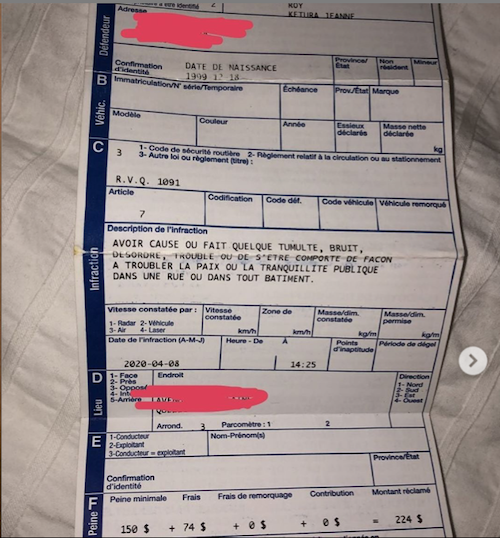 ROY
KETURA JEANNE
Défendeur
Adresse
Confirmation d'identité
DATE DE NAISSANCE
1999 12 18
Province/État
Non résident
Mineur
B
Véhic.
Immatriculation/N° série/Temporaire
Échéance
Prov./État
Marque
Modèle
Couleur
Année
Essieux déclarés
Masse nette déclarée
kg
C
Infraction
3
1- Code de sécurité routière 2- Règlement relatif à la circulation ou au stationnement
3- Autre loi ou règlement (titre) :
R.V.Q. 1091
Article
7
Codification
Code déf.
Code véhicule
Véhicule remorqué
Description de l'infraction
AVOIR CAUSE OU FAIT QUELQUE TUMULTE, BRUIT,
DESORDRE, TROUBLE OU DE S'ETRE COMPORTE DE FACON
A TROUBLER LA PAIX OU LA TRANQUILLITE PUBLIQUE
DANS UNE RUE OU DANS TOUT BATIMENT.
Vitesse constatée par :
1- Radar 2- Véhicule
3- Air 4- Laser
Vitesse constatée
km/h
Zone de
km/h
Masse/dim. constatée
kg/m
Masse/dim. permise
kg/m
Date de l'infraction (A-M-J)
2020-04-08
Heure - De
À
14:25
Points d'inaptitude
Période de dégel
D
Lieu
1- Face
2- Près
3- Opposé
5-Arrière
Endroit
Direction
1- Nord
2- Sud
3- Est
4- Ouest
Arrond. 3 Parcomètre : 1 2
E
1-Conducteur
2-Exploitant
3-Conducteur = exploitant
Nom-Prénom(s)
Province/État
Confirmation d'identité
F
Peine
Peine minimale
Frais
Frais de remorquage
Contribution
Montant réclamé
150 $ + 74 $ + 0 $ + 0 $ = 224 $